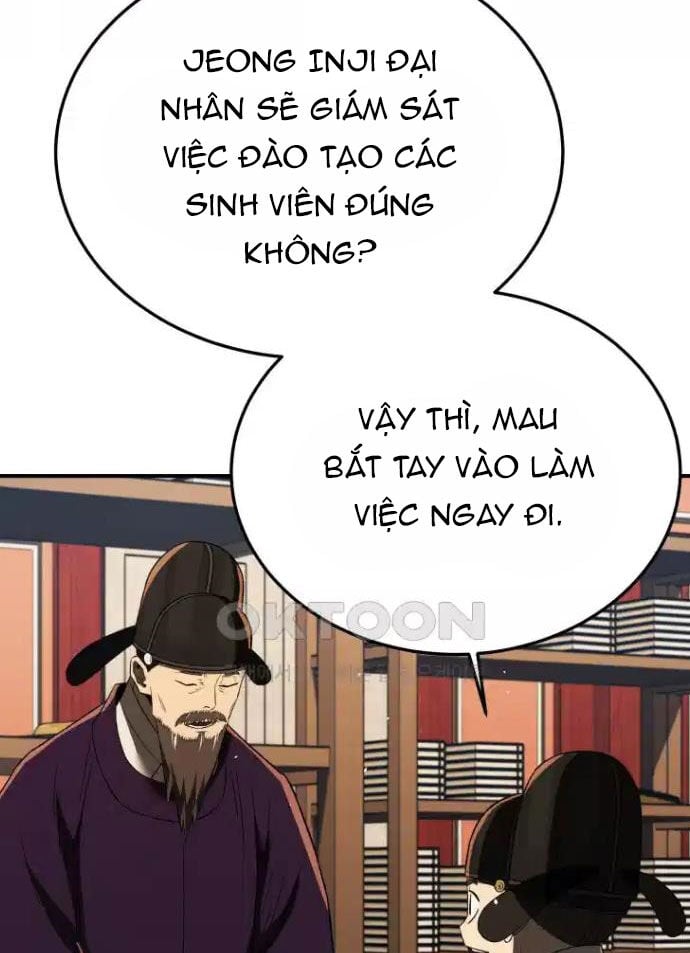 JEONG INJI ĐẠI
NHÂN SẼ GIÁM SÁT
VIỆC ĐÀO TẠO CÁC
SINH VIÊN ĐÚNG
KHÔNG?
VẬY THÌ, MAU
BẮT TAY VÀO LÀM
VIỆC NGAY ĐI.
OKTOON